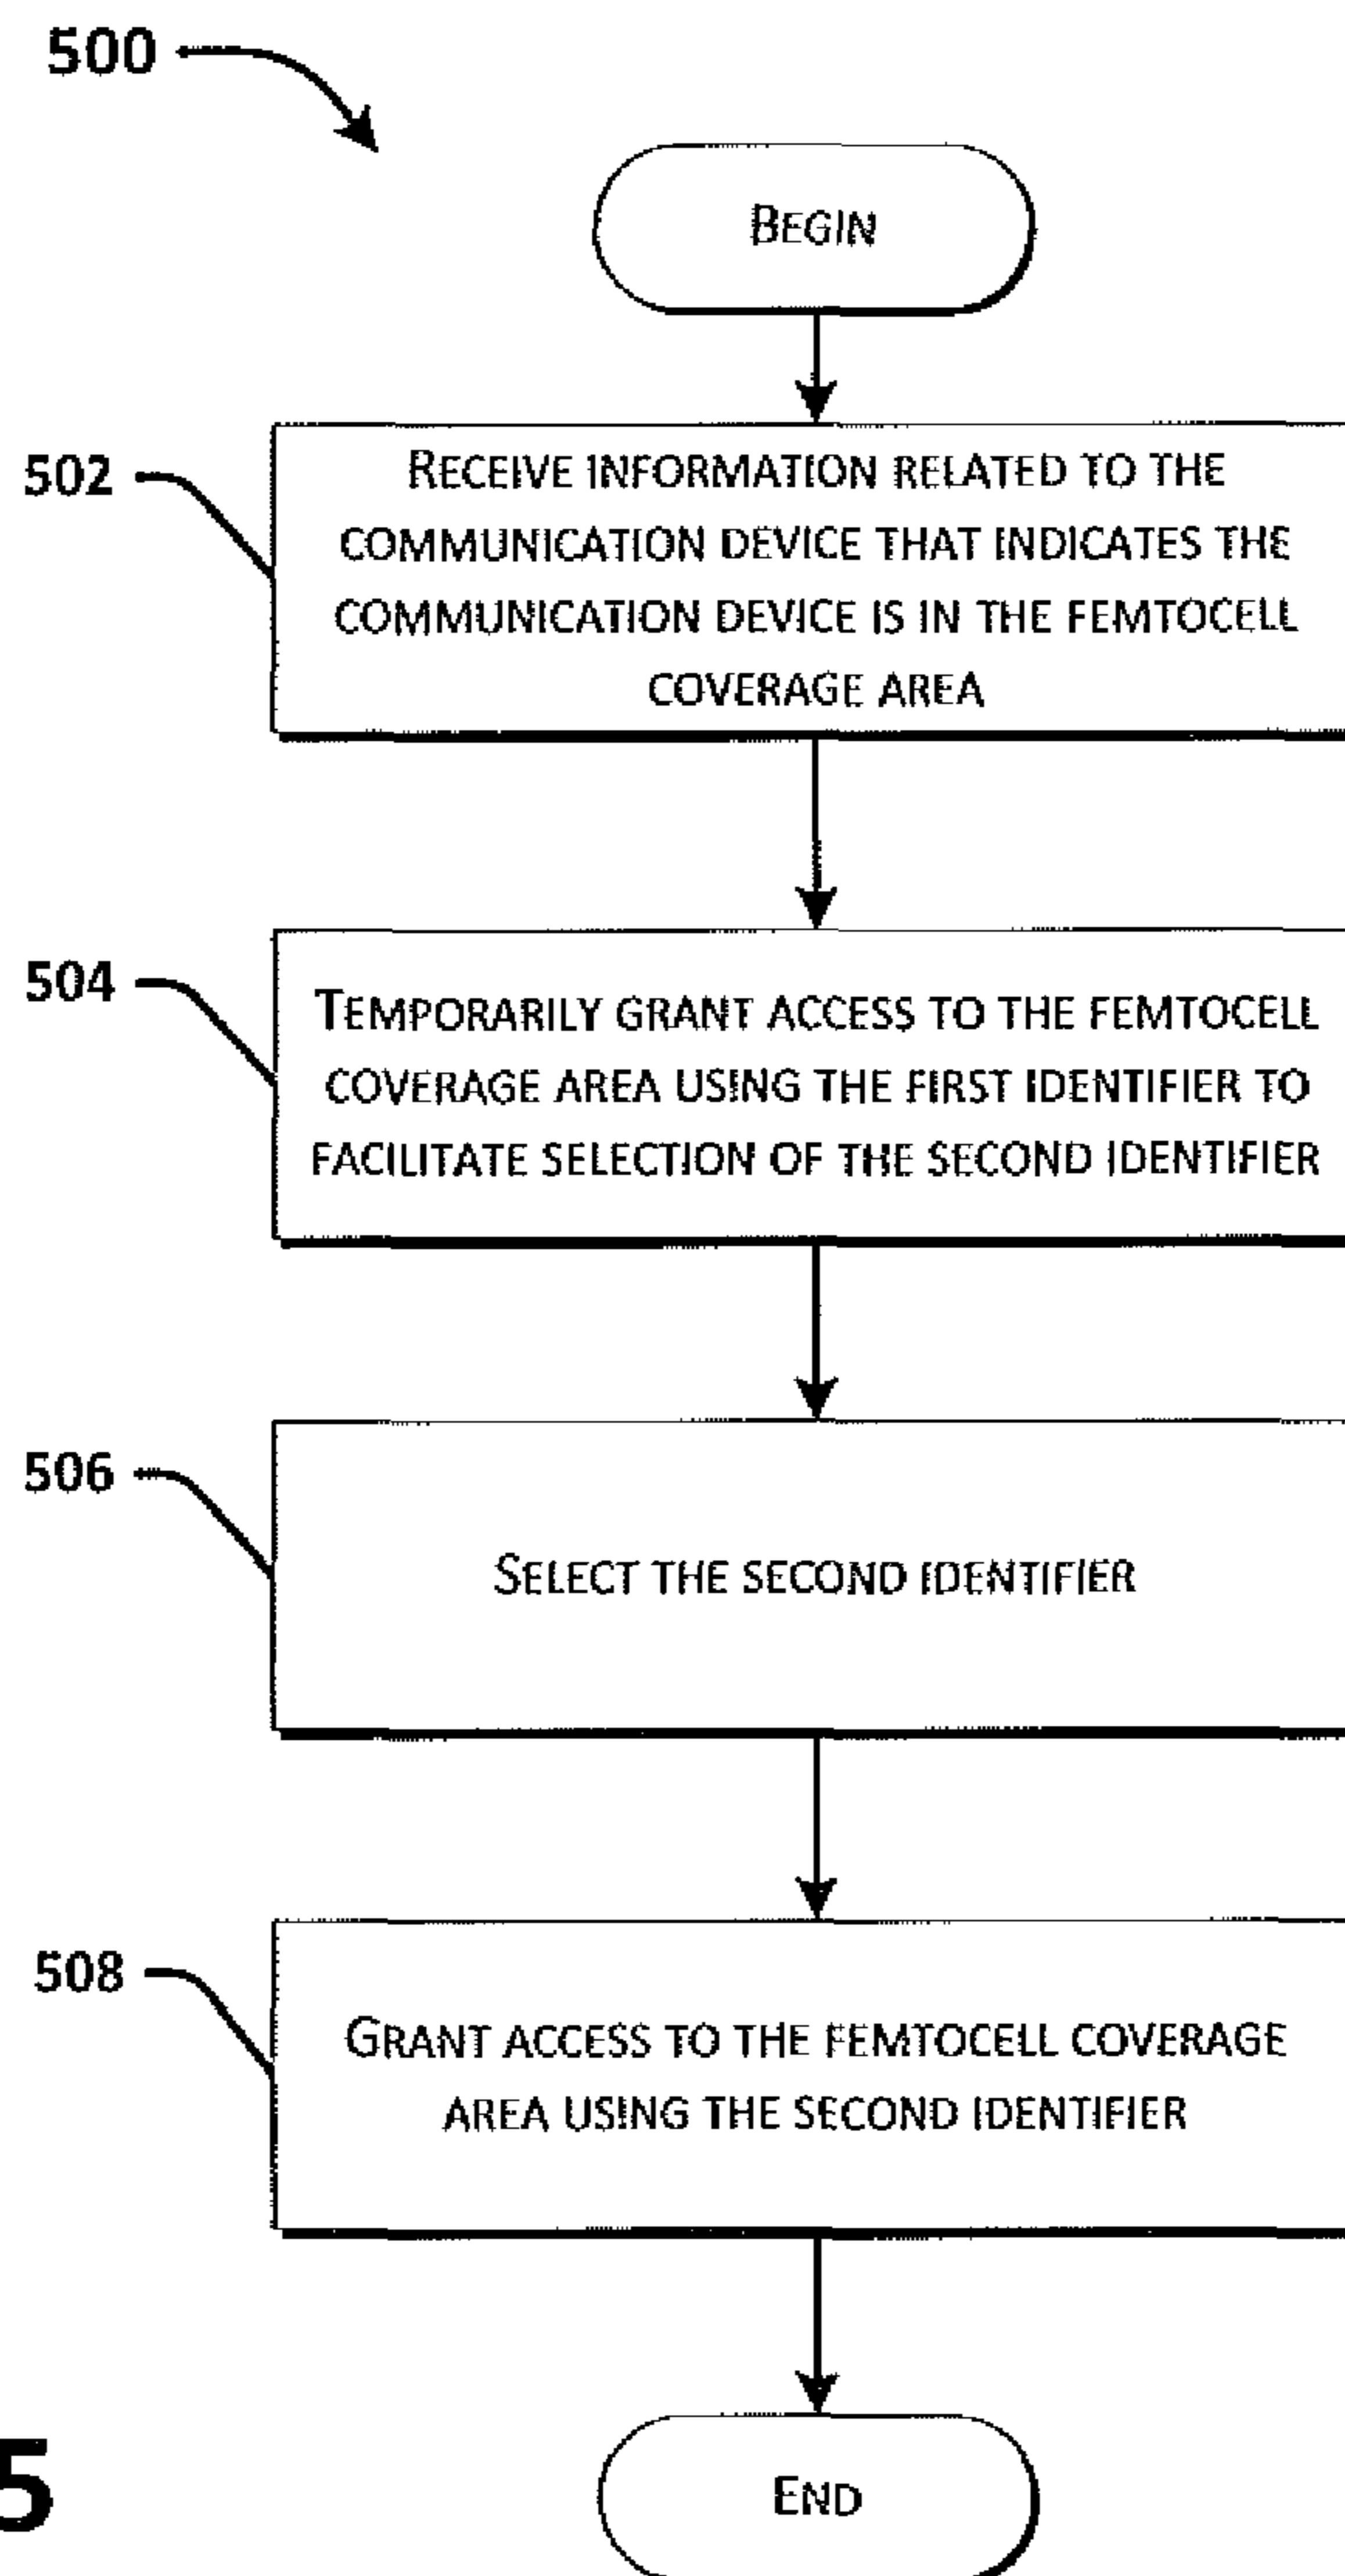 500
BEGIN
502
RECEIVE INFORMATION RELATED TO THE
COMMUNICATION DEVICE THAT INDICATES THE
COMMUNICATION DEVICE IS IN THE FEMTOCELL
COVERAGE AREA
504
TEMPORARILY GRANT ACCESS TO THE FEMTOCELL
COVERAGE AREA USING THE FIRST IDENTIFIER TO
FACILITATE SELECTION OF THE SECOND IDENTIFIER
506
SELECT THE SECOND IDENTIFIER
508
GRANT ACCESS TO THE FEMTOCELL COVERAGE
AREA USING THE SECOND IDENTIFIER
END
5